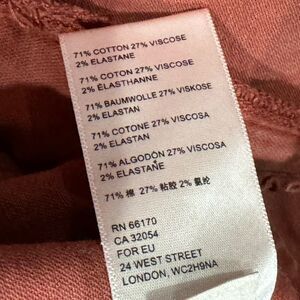 71% COTTON 27% VISCOSE
2% ELASTANE
71% COTON 27% VISCOSE
2% ELASTHANNE
71% BAUMWOLLE 27% VISKOSE
2% ELASTAN
71% COTONE 27% VISCOSA
2% ELASTAN
71% ALGODÓN 27% VISCOSA
2% ELASTANE
71% 棉 27% 粘胶 2% 氨纶
RN 66170
CA 32054
FOR EU
24 WEST STREET
LONDON, WC2H9NA